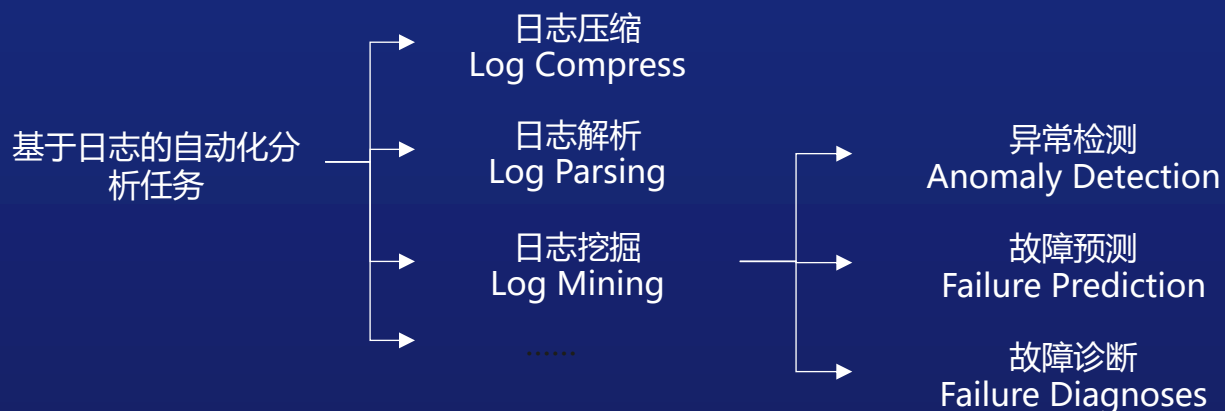 基于日志的自动化分
析任务
日志压缩
Log Compress
日志解析
Log Parsing
日志挖掘
Log Mining
......
异常检测
Anomaly Detection
故障预测
Failure Prediction
故障诊断
Failure Diagnoses